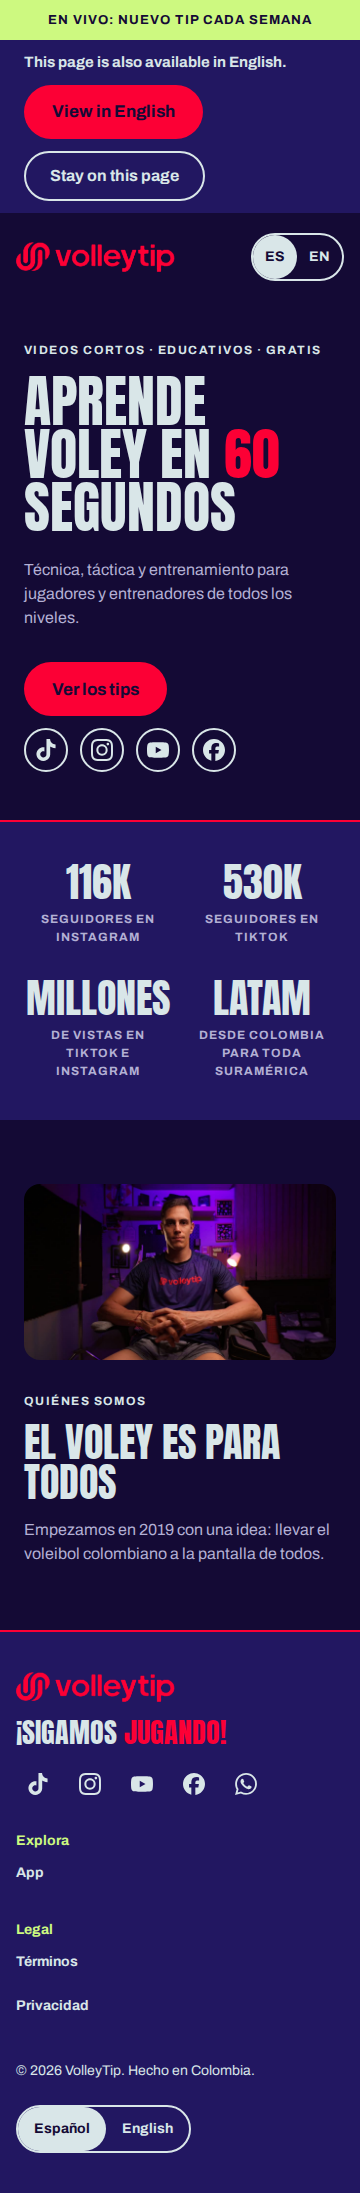 EN VIVO: NUEVO TIP CADA SEMANA
This page is also available in English.
View in English
Stay on this page
volleytip
ES EN
VIDEOS CORTOS · EDUCATIVOS · GRATIS
APRENDE
VOLEY EN 60
SEGUNDOS
Técnica, táctica y entrenamiento para
jugadores y entrenadores de todos los
niveles.
Ver los tips
116K
SEGUIDORES EN
INSTAGRAM
530K
SEGUIDORES EN
TIKTOK
MILLONES
DE VISTAS EN
TIKTOK E
INSTAGRAM
LATAM
DESDE COLOMBIA
PARA TODA
SURAMÉRICA
volleytip
QUIÉNES SOMOS
EL VOLEY ES PARA
TODOS
Empezamos en 2019 con una idea: llevar el
voleibol colombiano a la pantalla de todos.
volleytip
¡SIGAMOS JUGANDO!
Explora
App
Legal
Términos
Privacidad
© 2026 VolleyTip. Hecho en Colombia.
Español English